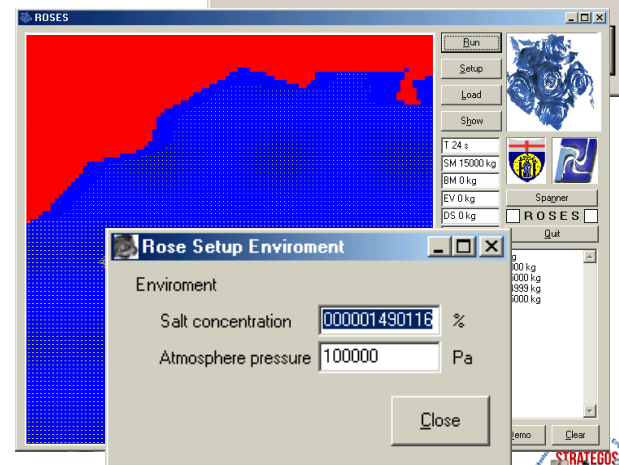 ROSES
Run
Setup
Load
Show
T 24 s
SM 15000 kg
BM 0 kg
EV 0 kg
DS 0 kg
Spanner
ROSES
Quit
Rose Setup Enviroment
Enviroment
Salt concentration 000001490116 %
Atmosphere pressure 100000 Pa
Close
Clear
STRATEGOS